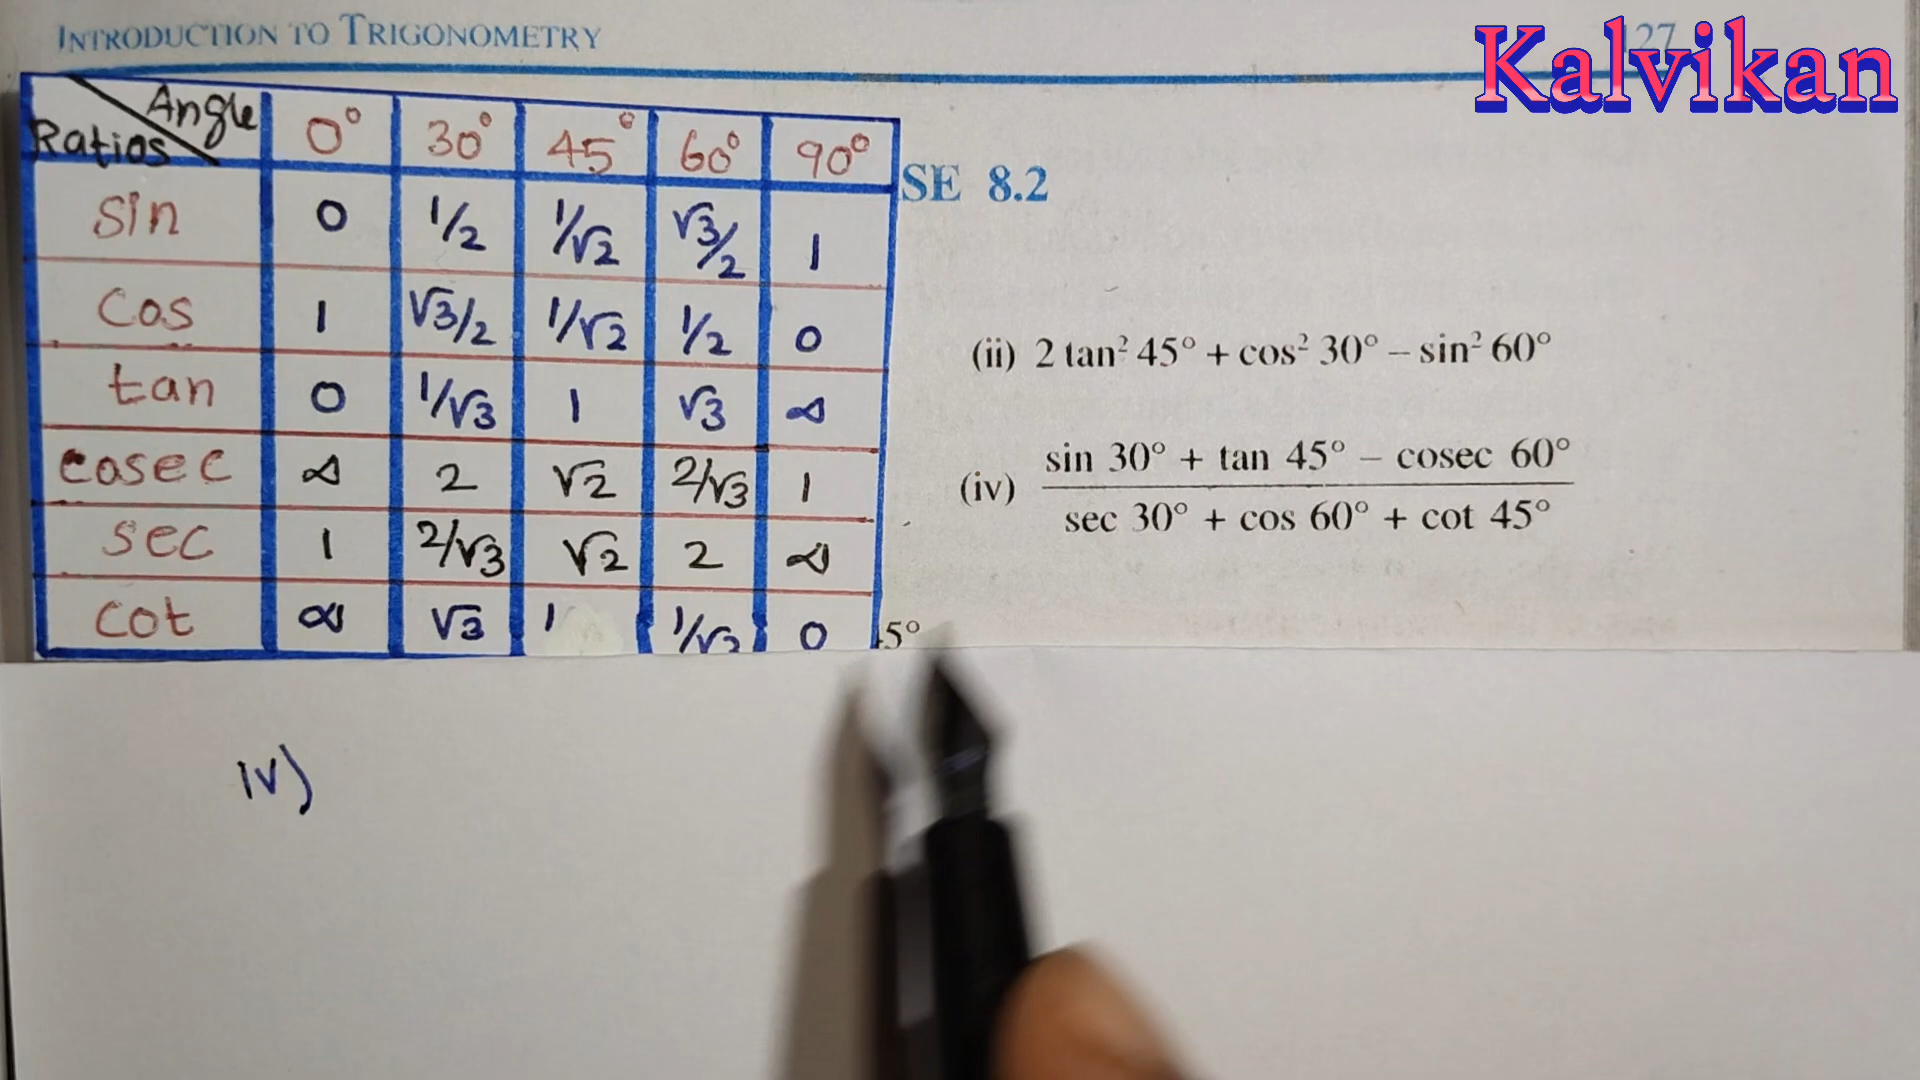 INTRODUCTION TO TRIGONOMETRY 127
Kalvikan
Angle
Ratios 0° 30° 45° 60° 90°
sin 0 1/2 1/√2 √3/2 1
cos 1 √3/2 1/√2 1/2 0
tan 0 1/√3 1 √3 ∞
cosec ∞ 2 √2 2/√3 1
sec 1 2/√3 √2 2 ∞
cot ∞ √3 1 1/√3 0
SE 8.2
(ii) 2 tan² 45° + cos² 30° – sin² 60°
(iv) sin 30° + tan 45° – cosec 60°
sec 30° + cos 60° + cot 45°
5°
iv)